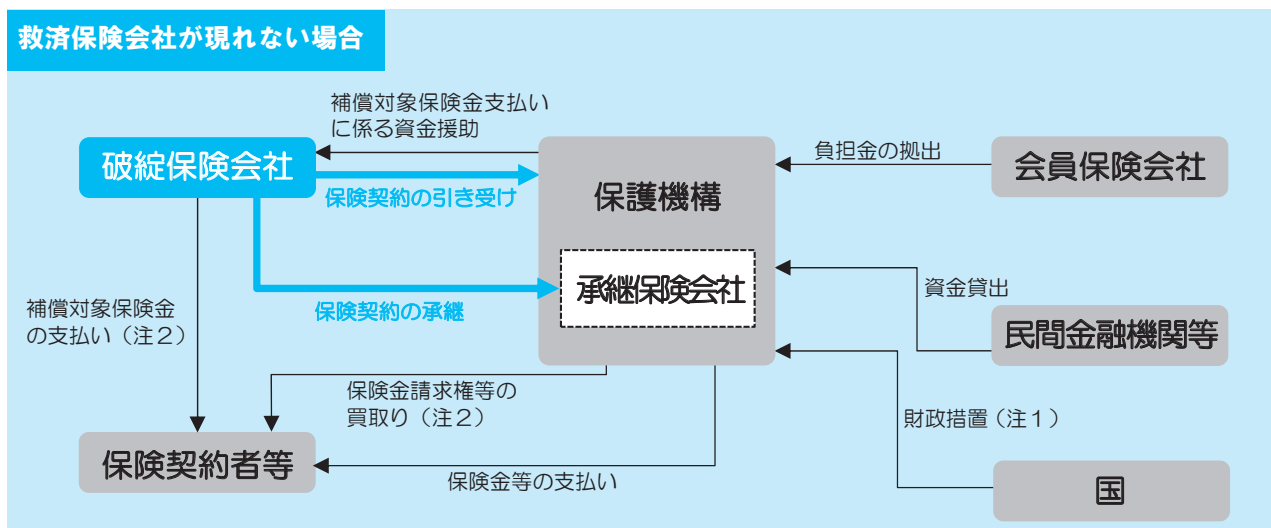 救済保険会社が現れない場合
補償対象保険金支払い
に係る資金援助
破綻保険会社
保険契約の引き受け
保護機構
負担金の拠出
会員保険会社
承継保険会社
保険契約の承継
資金貸出
民間金融機関等
補償対象保険金
の支払い（注２）
保険金請求権等の
買取り（注２）
財政措置（注１）
保険契約者等
保険金等の支払い
国